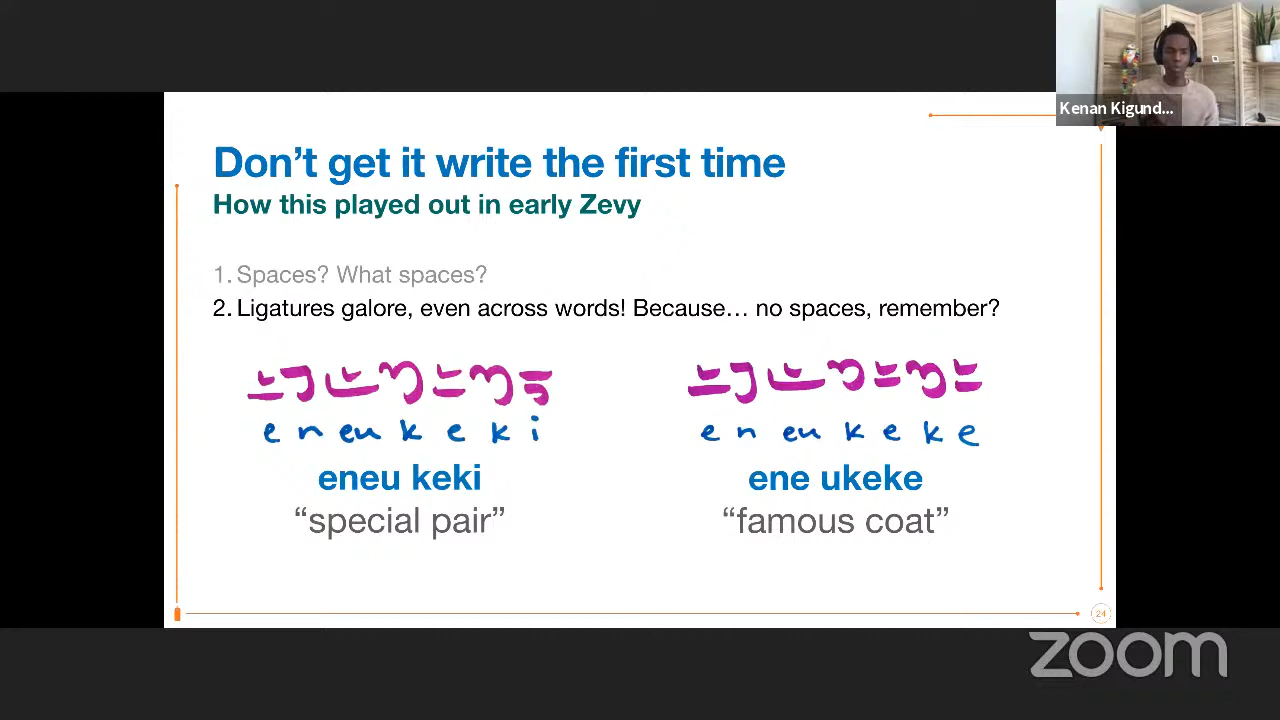 Kenan Kigund...
Don't get it write the first time
How this played out in early Zevy
1. Spaces? What spaces?
2. Ligatures galore, even across words! Because… no spaces, remember?
e n eu k e k i
e n eu k e k e
eneu keki
ene ukeke
“special pair”
“famous coat”
24
zoom